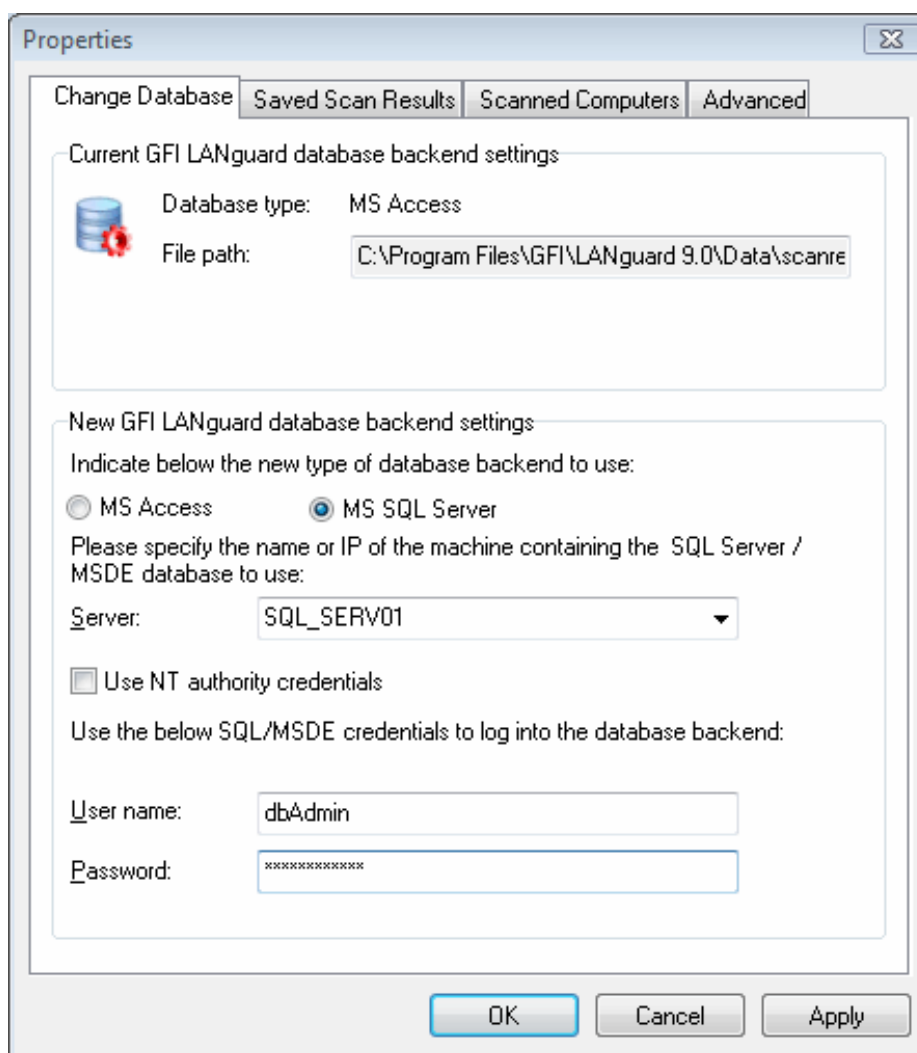 Properties
Change Database Saved Scan Results Scanned Computers Advanced
Current GFI LANguard database backend settings
Database type: MS Access
File path: C:\Program Files\GFI\LANguard 9.0\Data\scanre
New GFI LANguard database backend settings
Indicate below the new type of database backend to use:
MS Access MS SQL Server
Please specify the name or IP of the machine containing the SQL Server /
MSDE database to use:
Server: SQL_SERV01
Use NT authority credentials
Use the below SQL/MSDE credentials to log into the database backend:
User name: dbAdmin
Password: ************
OK Cancel Apply